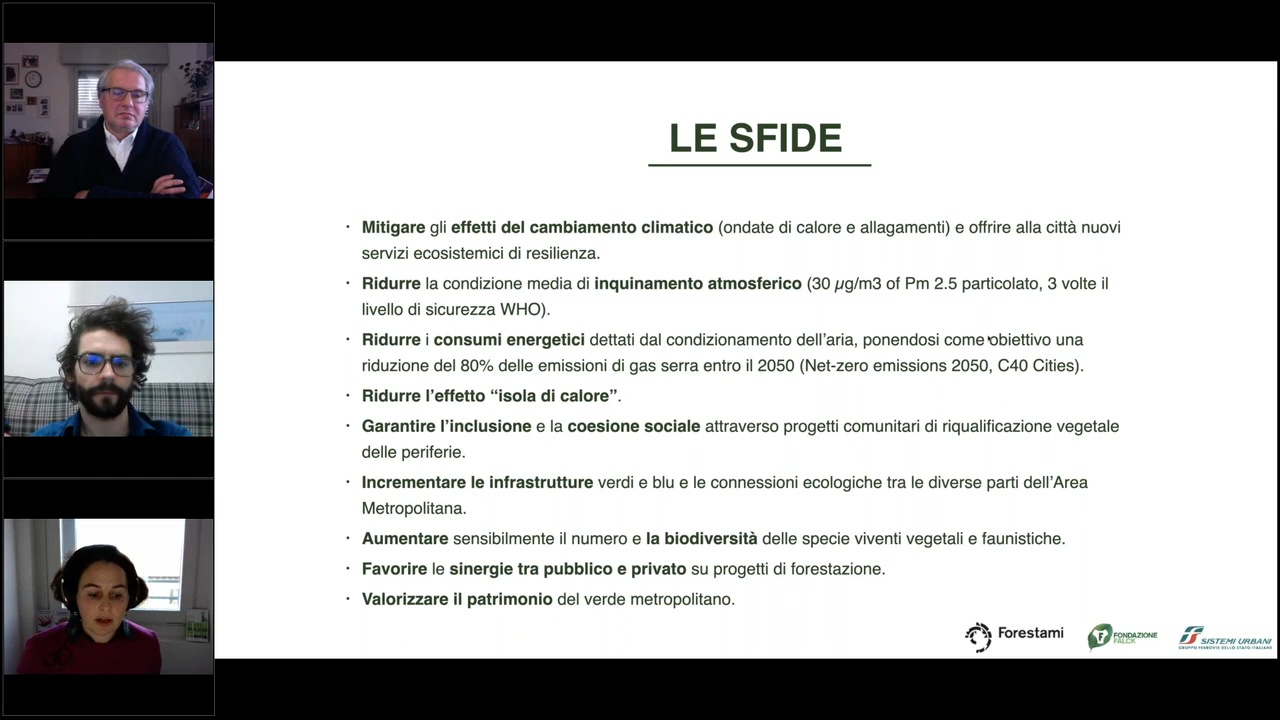 LE SFIDE
· Mitigare gli effetti del cambiamento climatico (ondate di calore e allagamenti) e offrire alla città nuovi
servizi ecosistemici di resilienza.
· Ridurre la condizione media di inquinamento atmosferico (30 µg/m3 of Pm 2.5 particolato, 3 volte il
livello di sicurezza WHO).
· Ridurre i consumi energetici dettati dal condizionamento dell'aria, ponendosi come obiettivo una
riduzione del 80% delle emissioni di gas serra entro il 2050 (Net-zero emissions 2050, C40 Cities).
· Ridurre l'effetto “isola di calore”.
· Garantire l'inclusione e la coesione sociale attraverso progetti comunitari di riqualificazione vegetale
delle periferie.
· Incrementare le infrastrutture verdi e blu e le connessioni ecologiche tra le diverse parti dell'Area
Metropolitana.
· Aumentare sensibilmente il numero e la biodiversità delle specie viventi vegetali e faunistiche.
· Favorire le sinergie tra pubblico e privato su progetti di forestazione.
· Valorizzare il patrimonio del verde metropolitano.
Forestami
FONDAZIONE
FALCK
SISTEMI URBANI
GRUPPO FERROVIE DELLO STATO ITALIANE